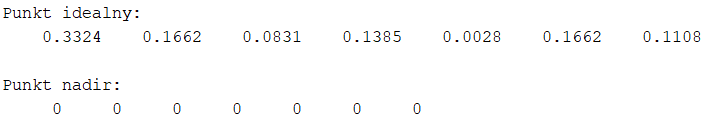 Punkt idealny:
0.3324 0.1662 0.0831 0.1385 0.0028 0.1662 0.1108
Punkt nadir:
0 0 0 0 0 0 0